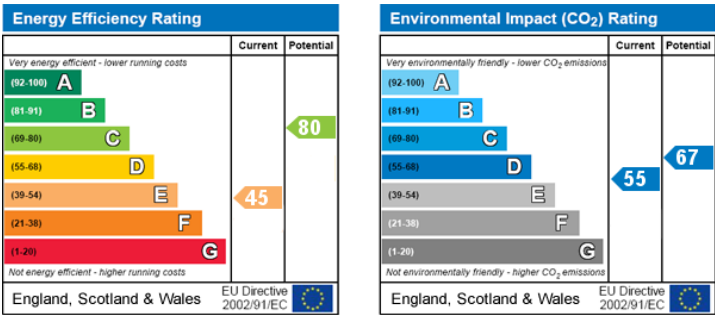 Energy Efficiency Rating
Current Potential
Very energy efficient - lower running costs
(92-100) A
(81-91) B
(69-80) C
80
(55-68) D
(39-54) E
45
(21-38) F
(1-20) G
Not energy efficient - higher running costs
England, Scotland & Wales
EU Directive
2002/91/EC
Environmental Impact (CO2) Rating
Current Potential
Very environmentally friendly - lower CO2 emissions
(92-100) A
(81-91) B
(69-80) C
67
(55-68) D
55
(39-54) E
(21-38) F
(1-20) G
Not environmentally friendly - higher CO2 emissions
England, Scotland & Wales
EU Directive
2002/91/EC